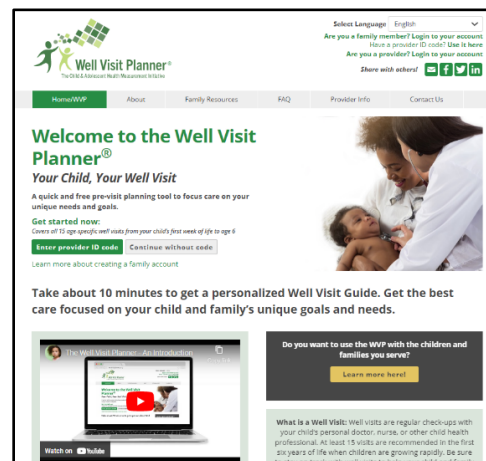 Select Language English
Are you a family member? Login to your account
Have a provider ID code? Use it here
Are you a provider? Login to your account
Share with others!
Well Visit Planner®
The Child & Adolescent Health Measurement Initiative
Home/WVP About Family Resources FAQ Provider Info Contact Us
Welcome to the Well Visit
Planner®
Your Child, Your Well Visit
A quick and free pre-visit planning tool to focus care on your
unique needs and goals.
Get started now:
Covers all 15 age-specific well visits from your child's first week of life to age 6
Enter provider ID code Continue without code
Learn more about creating a family account
Take about 10 minutes to get a personalized Well Visit Guide. Get the best
care focused on your child and family's unique goals and needs.
The Well Visit Planner - An Introduction
Watch on YouTube
Do you want to use the WVP with the children and
families you serve?
Learn more here!
What is a Well Visit: Well visits are regular check-ups with
your child's personal doctor, nurse, or other child health
professional. At least 15 visits are recommended in the first
six years of life when children are growing rapidly. Be sure